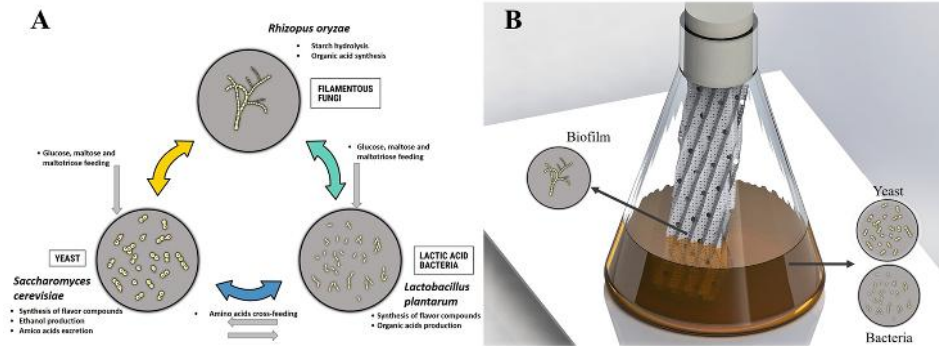 A
Rhizopus oryzae
• Starch hydrolysis
• Organic acid synthesis
FILAMENTOUS
FUNGI
• Glucose, maltose and
maltotriose feeding
• Glucose, maltose and
maltotriose feeding
YEAST
Saccharomyces
cerevisiae
• Synthesis of flavor compounds
• Ethanol production
• Amico acids excretion
• Amino acids cross-feeding
LACTIC ACID
BACTERIA
Lactobacillus
plantarum
• Synthesis of flavor compounds
• Organic acids production
B
Biofilm
Yeast
Bacteria